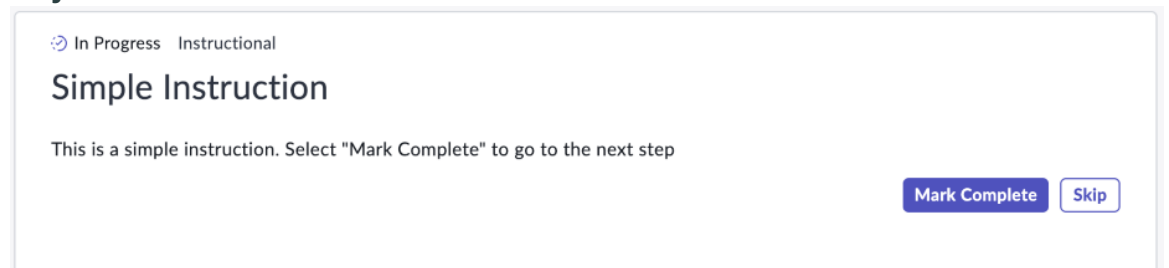 In Progress Instructional
Simple Instruction
This is a simple instruction. Select "Mark Complete" to go to the next step
Mark Complete Skip